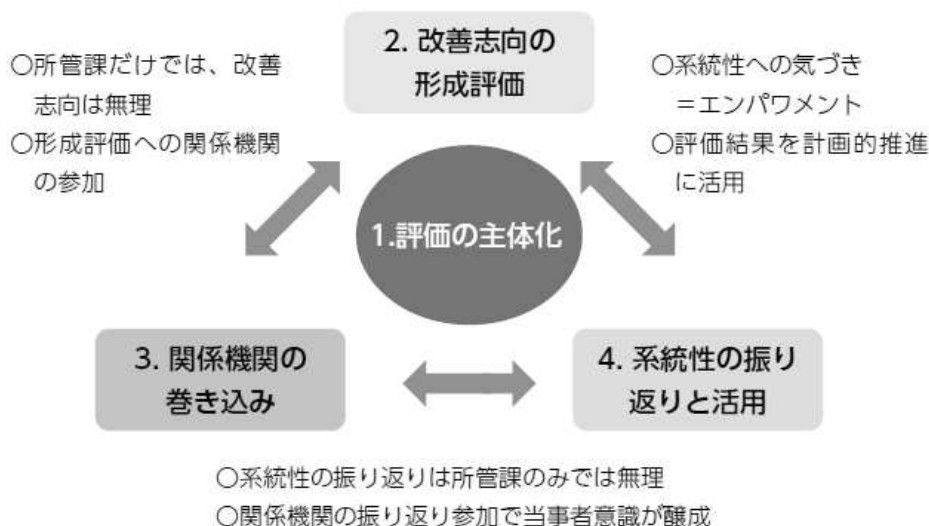 2. 改善志向の
形成評価
○所管課だけでは、改善
志向は無理
○形成評価への関係機関
の参加
○系統性への気づき
＝エンパワメント
○評価結果を計画的推進
に活用
1.評価の主体化
3. 関係機関の
巻き込み
4. 系統性の振り
返りと活用
○系統性の振り返りは所管課のみでは無理
○関係機関の振り返り参加で当事者意識が醸成